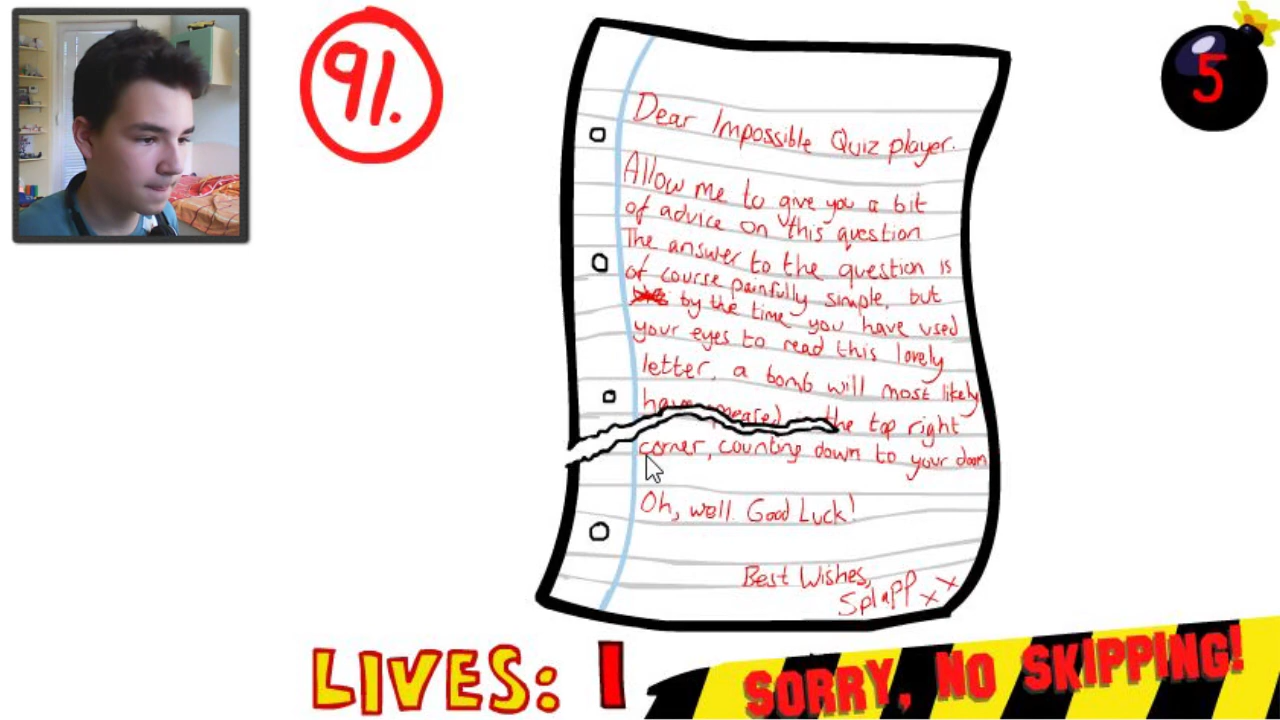 91.
5
Dear Impossible Quiz player.
Allow me to give you a bit
of advice on this question
The answer to the question is
of course painfully simple, but
by the time you have used
your eyes to read this lovely
letter, a bomb will most likely
have appeared in the top right
corner, counting down to your doom
Oh, well. Good Luck!
Best Wishes,
Splapp x x
LIVES: 1
SORRY, NO SKIPPING!